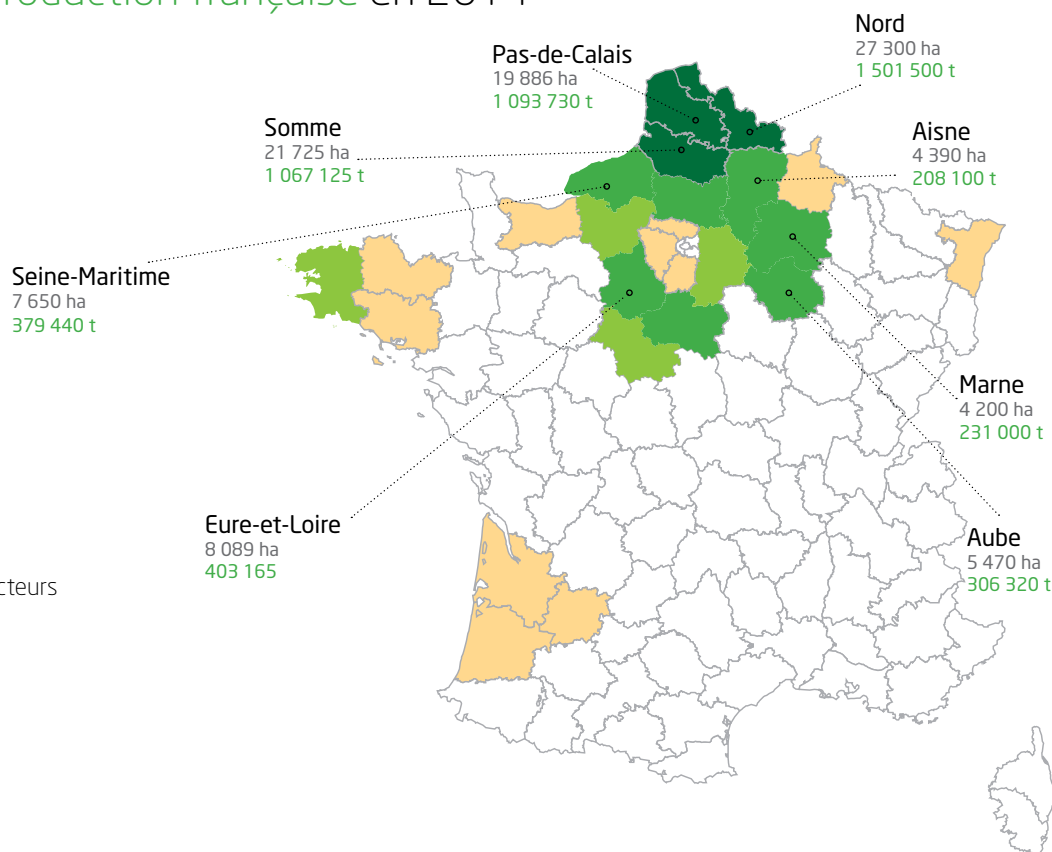 française en 2014
Nord
27 300 ha
1 501 500 t
Pas-de-Calais
19 886 ha
1 093 730 t
Somme
21 725 ha
1 067 125 t
Aisne
4 390 ha
208 100 t
Seine-Maritime
7 650 ha
379 440 t
Marne
4 200 ha
231 000 t
Eure-et-Loire
8 089 ha
403 165
Aube
5 470 ha
306 320 t
cteurs